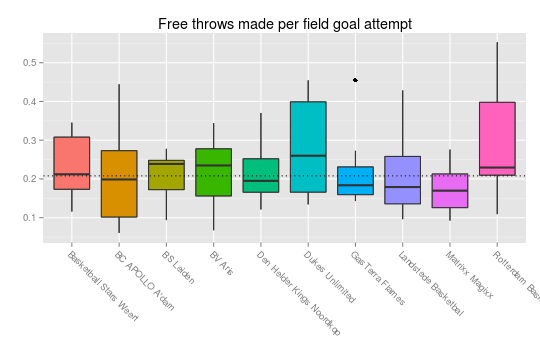 Free throws made per field goal attempt
0.5
0.4
0.3
0.2
0.1
Basketball Stars Weert
BC APOLLO A'dam
BS Leiden
BV Aris
Den Helder Kings Noordkop
Dukes Unlimited
GasTerra Flames
Landstede Basketbal
Matrixx Magixx
Rotterdam